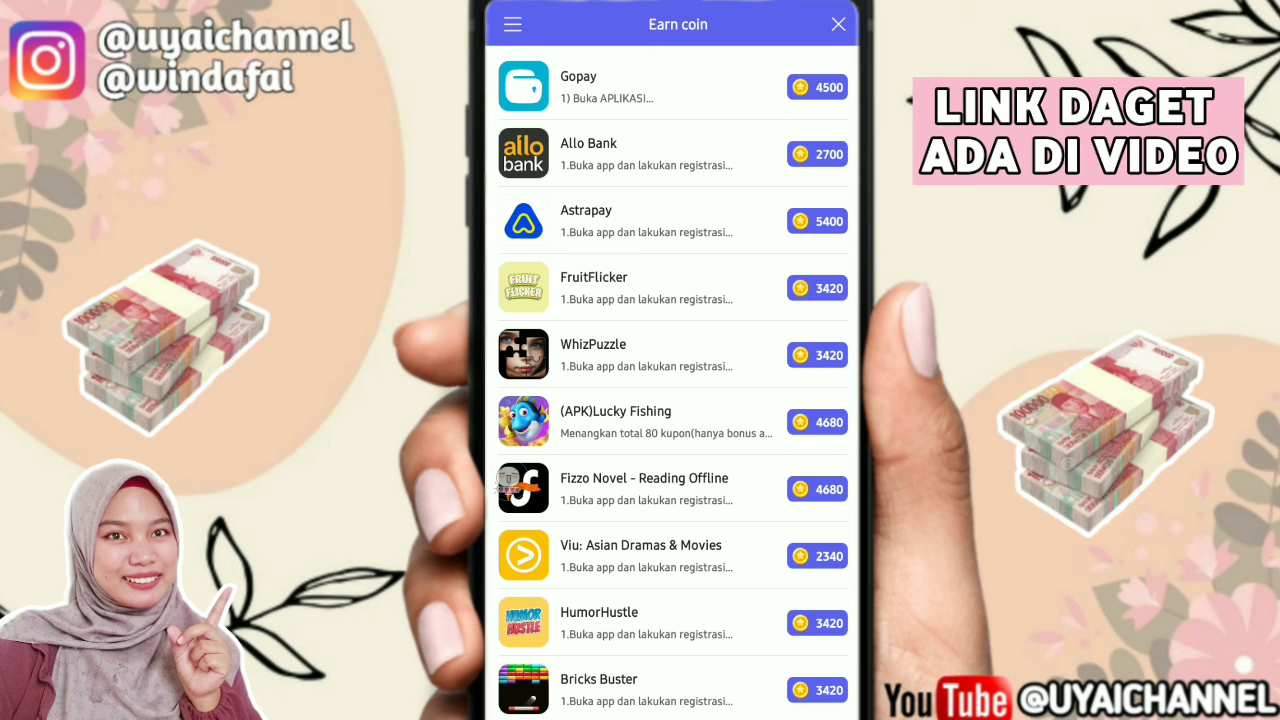 @uyaichannel
@windafai
Earn coin
LINK DAGET
ADA DI VIDEO
Gopay
1) Buka APLIKASI...
4500
allo
bank
Allo Bank
1.Buka app dan lakukan registrasi...
2700
Astrapay
1.Buka app dan lakukan registrasi...
5400
FRUIT
FLICKER
FruitFlicker
1.Buka app dan lakukan registrasi...
3420
WhizPuzzle
1.Buka app dan lakukan registrasi...
3420
(APK)Lucky Fishing
Menangkan total 80 kupon(hanya bonus a...
4680
Fizzo Novel - Reading Offline
1.Buka app dan lakukan registrasi...
4680
Viu: Asian Dramas & Movies
1.Buka app dan lakukan registrasi...
2340
HUMOR
HUSTLE
HumorHustle
1.Buka app dan lakukan registrasi...
3420
Bricks Buster
1.Buka app dan lakukan registrasi...
3420
100000
100000
YouTube @UYAICHANNEL